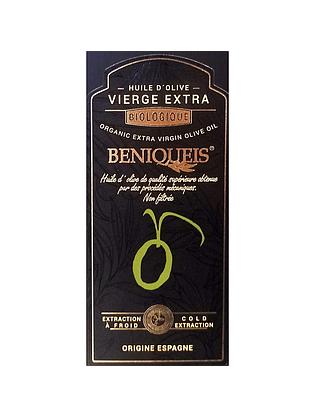 HUILE D'OLIVE
VIERGE EXTRA
BIOLOGIQUE
ORGANIC EXTRA VIRGIN OLIVE OIL
BENIQUEIS®
Huile d'olive de qualité supérieure obtenue
par des procédés mécaniques.
Non filtrée
EXTRACTION À FROID
COLD EXTRACTION
ORIGINE ESPAGNE